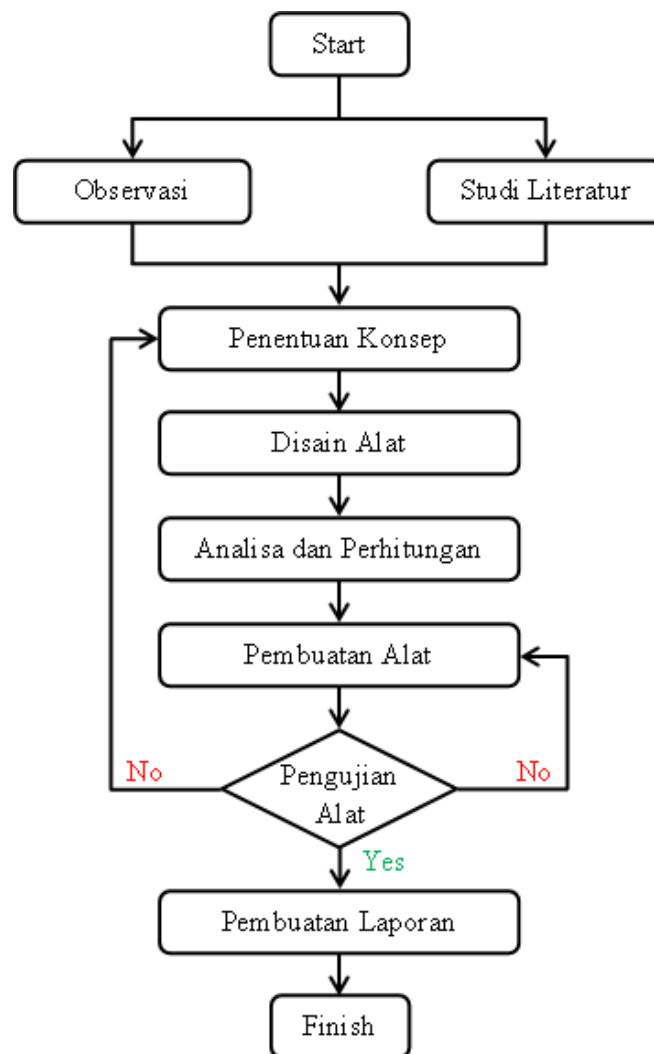 Start
Observasi
Studi Literatur
Penentuan Konsep
Disain Alat
Analisa dan Perhitungan
Pembuatan Alat
No
Pengujian
Alat
No
Yes
Pembuatan Laporan
Finish